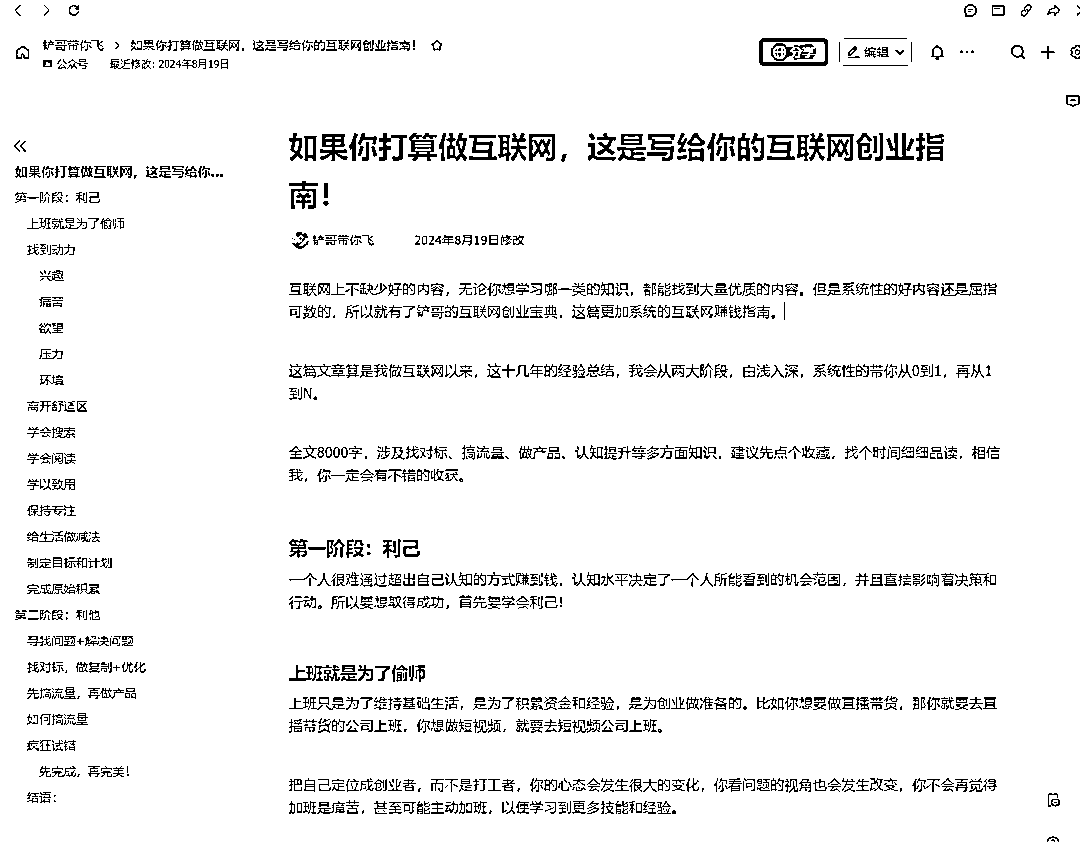 铲哥带你飞 > 如果你打算做互联网，这是写给你的互联网创业指南！
公众号 最近修改: 2024年8月19日
分享
编辑
如果你打算做互联网，这是写给你...
第一阶段：利己
上班就是为了偷师
找到动力
兴趣
痛苦
欲望
压力
环境
离开舒适区
学会搜索
学会阅读
学以致用
保持专注
给生活做减法
制定目标和计划
完成原始积累
第二阶段：利他
寻找问题+解决问题
找对标，做复制+优化
先搞流量，再做产品
如何搞流量
疯狂试错
先完成，再完美！
结语：
如果你打算做互联网，这是写给你的互联网创业指
南！
铲哥带你飞 2024年8月19日修改
互联网上不缺少好的内容，无论你想学习哪一类的知识，都能找到大量优质的内容。但是系统性的好内容还是屈指
可数的，所以就有了铲哥的互联网创业宝典，这篇更加系统的互联网赚钱指南。
这篇文章算是我做互联网以来，这十几年的经验总结，我会从两大阶段，由浅入深，系统性的带你从0到1，再从1
到N。
全文8000字，涉及找对标、搞流量、做产品、认知提升等多方面知识，建议先点个收藏，找个时间细细品读，相信
我，你一定会有不错的收获。
第一阶段：利己
一个人很难通过超出自己认知的方式赚到钱，认知水平决定了一个人所能看到的机会范围，并且直接影响着决策和
行动。所以要想取得成功，首先要学会利己！
上班就是为了偷师
上班只是为了维持基础生活，是为了积累资金和经验，是为创业做准备的。比如你想要做直播带货，那你就要去直
播带货的公司上班，你想做短视频，就要去短视频公司上班。
把自己定位成创业者，而不是打工者，你的心态会发生很大的变化，你看问题的视角也会发生改变，你不会再觉得
加班是痛苦，甚至可能主动加班，以便学习到更多技能和经验。